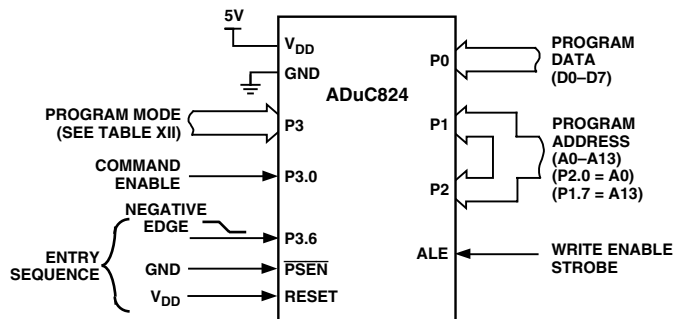 5V
VDD
GND
ADuC824
P0
PROGRAM
DATA
(D0–D7)
PROGRAM MODE
(SEE TABLE XII)
P3
P1
PROGRAM
ADDRESS
(A0–A13)
(P2.0 = A0)
(P1.7 = A13)
COMMAND
ENABLE
P3.0
P2
NEGATIVE
EDGE
P3.6
ENTRY
SEQUENCE
GND
PSEN
VDD
RESET
ALE
WRITE ENABLE
STROBE